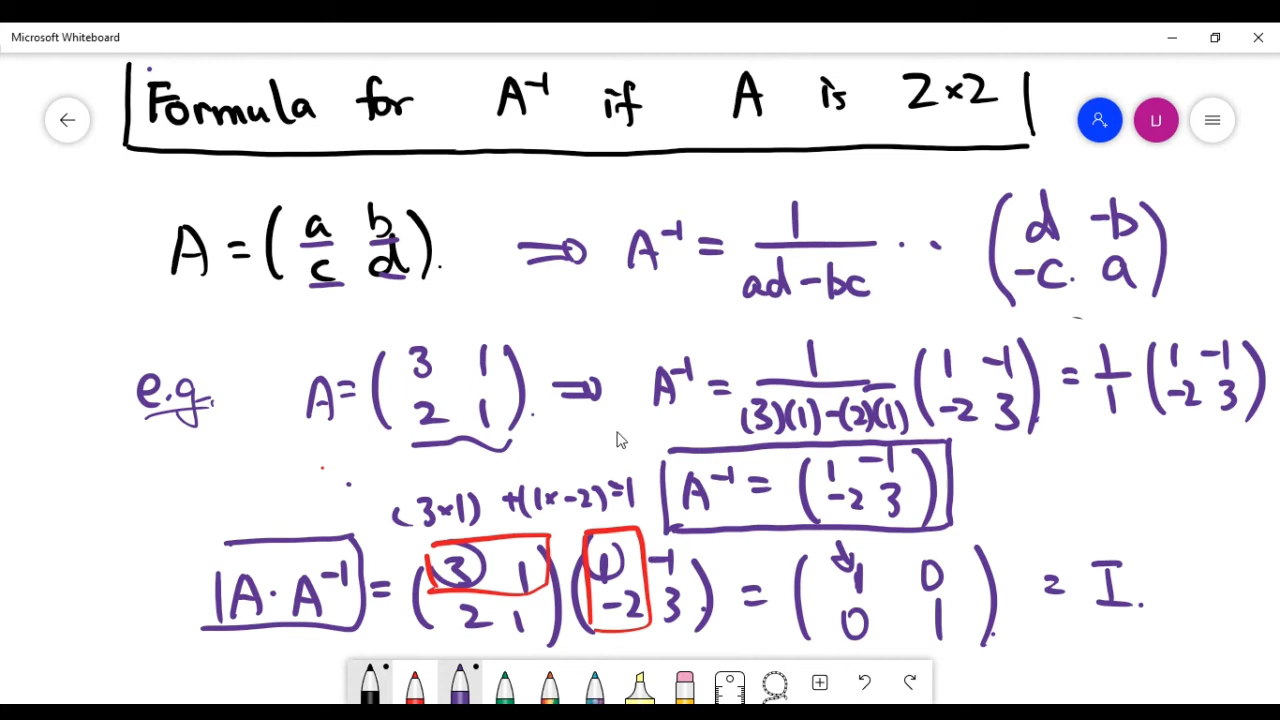 Microsoft Whiteboard
Formula for A⁻¹ if A is 2×2
IJ
A = ( a b ; c d ). ⇒ A⁻¹ = 1/(ad-bc) ·· ( d -b ; -c. a )
e.g. A = ( 3 1 ; 2 1 ). ⇒ A⁻¹ = 1/((3)(1)-(2)(1)) ( 1 -1 ; -2 3 ) = 1/1 ( 1 -1 ; -2 3 )
A⁻¹ = ( 1 -1 ; -2 3 )
(3×1) +(1×-2)=1
A·A⁻¹ = ( 3 1 ; 2 1 ) ( 1 -1 ; -2 3 ) = ( 1 0 ; 0 1 ) = I.